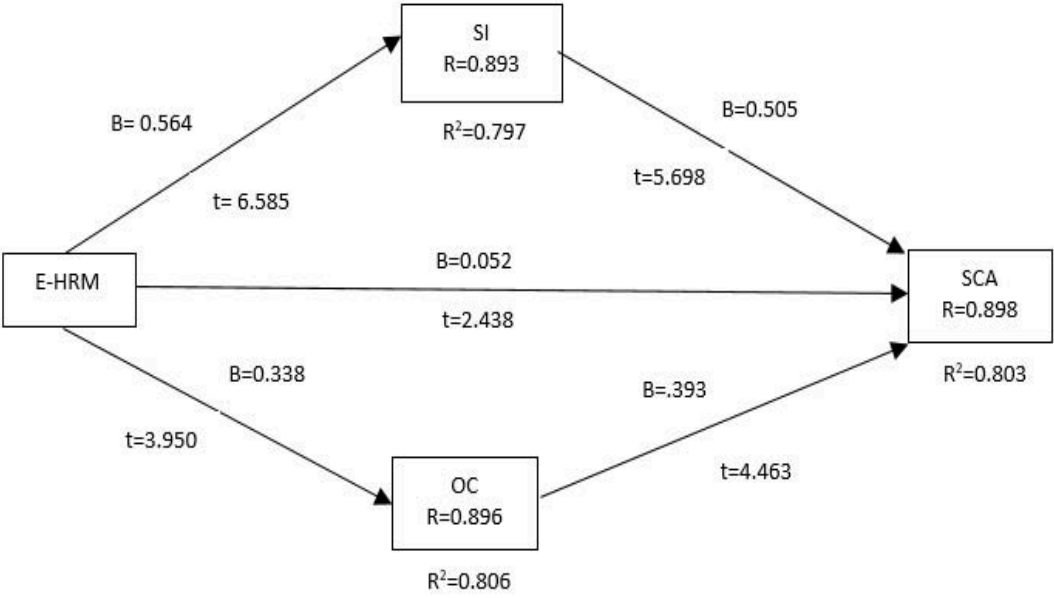 SI
R=0.893
R²=0.797
B= 0.564
t= 6.585
B=0.505
t=5.698
E-HRM
B=0.052
t=2.438
SCA
R=0.898
R²=0.803
B=0.338
t=3.950
B=.393
t=4.463
OC
R=0.896
R²=0.806